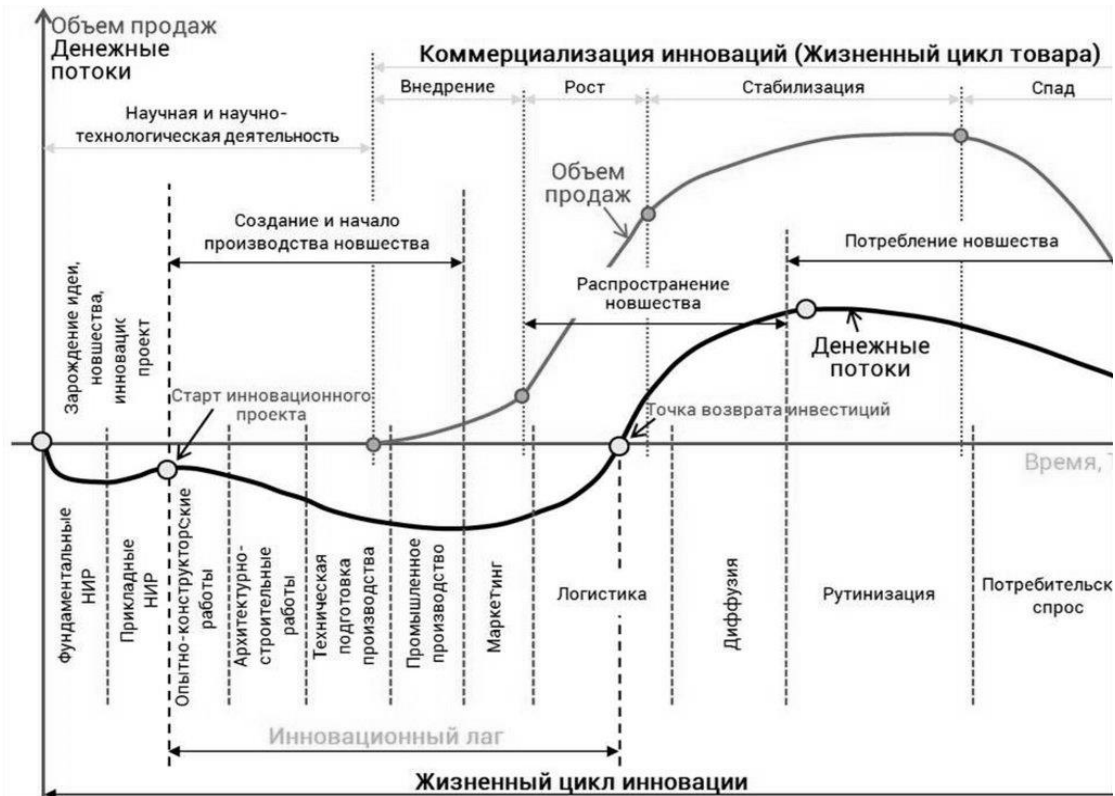 Объем продаж
Денежные
потоки
Коммерциализация инноваций (Жизненный цикл товара)
Внедрение
Рост
Стабилизация
Спад
Научная и научно-
технологическая деятельность
Объем
продаж
Создание и начало
производства новшества
Потребление новшества
Распространение
новшества
Зарождение идеи,
новшества,
инновацис
проект
Денежные
потоки
Старт инновационного
проекта
Точка возврата инвестиций
Время, Т
Фундаментальные
НИР
Прикладные
НИР
Опытно-конструкторские
работы
Архитектурно-
строительные
работы
Техническая
подготовка
производства
Промышленное
производство
Маркетинг
Логистика
Диффузия
Рутинизация
Потребительск
спрос
Инновационный лаг
Жизненный цикл инновации